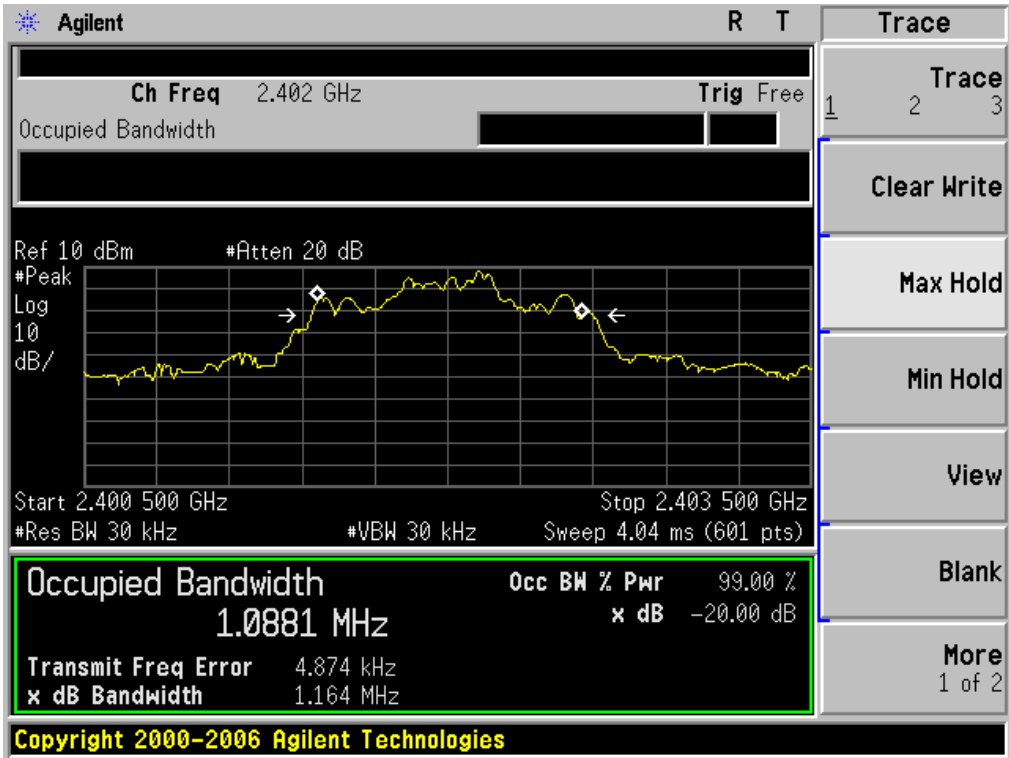 Agilent R T
Ch Freq 2.402 GHz Trig Free
Occupied Bandwidth
Ref 10 dBm #Atten 20 dB
#Peak
Log
10
dB/
Start 2.400 500 GHz Stop 2.403 500 GHz
#Res BW 30 kHz #VBW 30 kHz Sweep 4.04 ms (601 pts)
Occupied Bandwidth Occ BW % Pwr 99.00 %
1.0881 MHz x dB -20.00 dB
Transmit Freq Error 4.874 kHz
x dB Bandwidth 1.164 MHz
Copyright 2000-2006 Agilent Technologies
Trace
Trace
1 2 3
Clear Write
Max Hold
Min Hold
View
Blank
More
1 of 2